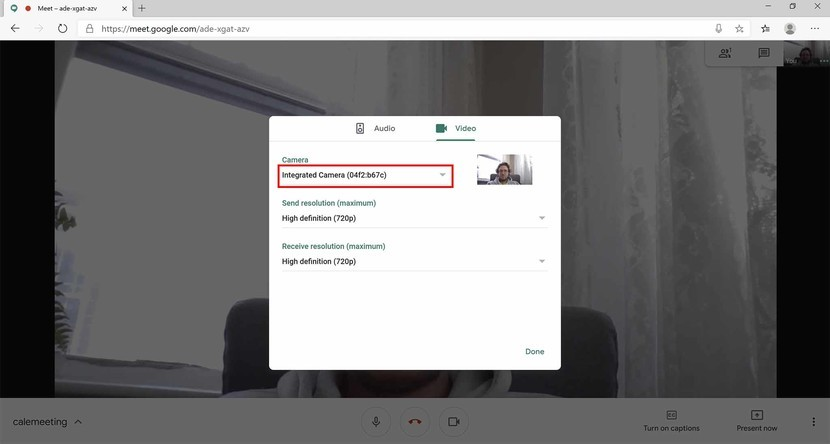 Meet – ade-xgat-azv
https://meet.google.com/ade-xgat-azv
You
Audio
Video
Camera
Integrated Camera (04f2:b67c)
Send resolution (maximum)
High definition (720p)
Receive resolution (maximum)
High definition (720p)
Done
calemeeting
Turn on captions
Present now